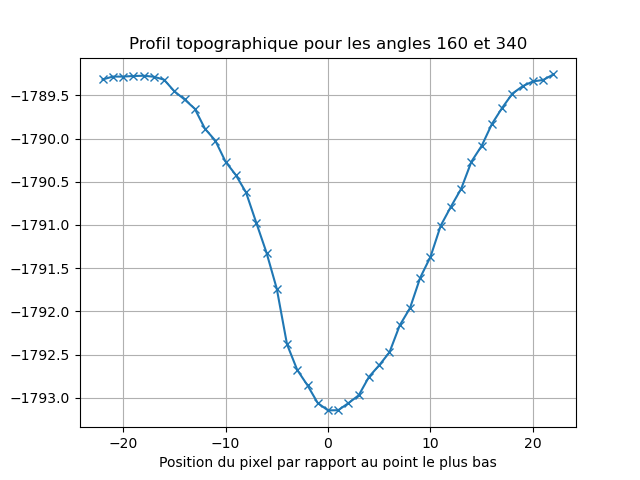 Profil topographique pour les angles 160 et 340
−1789.5
−1790.0
−1790.5
−1791.0
−1791.5
−1792.0
−1792.5
−1793.0
−20 −10 0 10 20
Position du pixel par rapport au point le plus bas